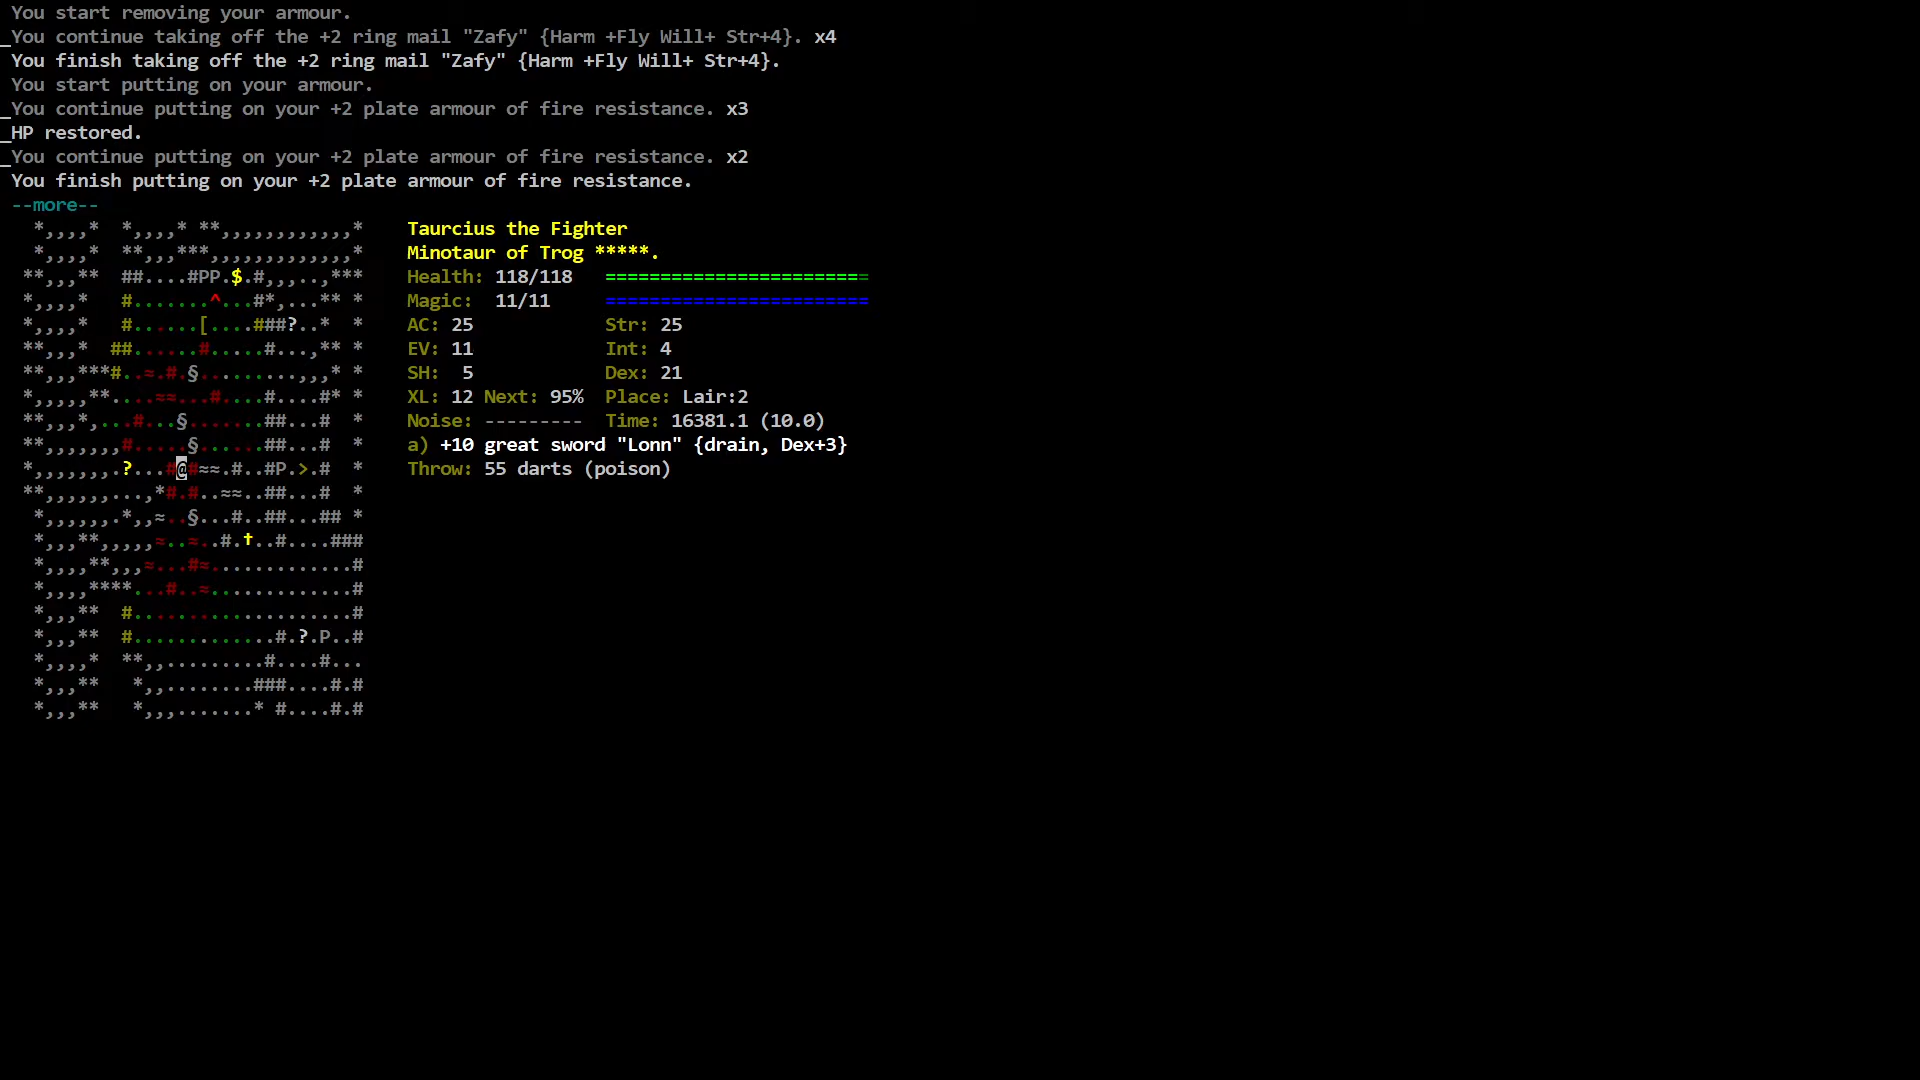 You start removing your armour.
_You continue taking off the +2 ring mail "Zafy" {Harm +Fly Will+ Str+4}. x4
You finish taking off the +2 ring mail "Zafy" {Harm +Fly Will+ Str+4}.
You start putting on your armour.
_You continue putting on your +2 plate armour of fire resistance. x3
_HP restored.
_You continue putting on your +2 plate armour of fire resistance. x2
You finish putting on your +2 plate armour of fire resistance.
--more--
Taurcius the Fighter
Minotaur of Trog *****.
Health: 118/118 ========================
Magic: 11/11 ========================
AC: 25 Str: 25
EV: 11 Int: 4
SH: 5 Dex: 21
XL: 12 Next: 95% Place: Lair:2
Noise: --------- Time: 16381.1 (10.0)
a) +10 great sword "Lonn" {drain, Dex+3}
Throw: 55 darts (poison)